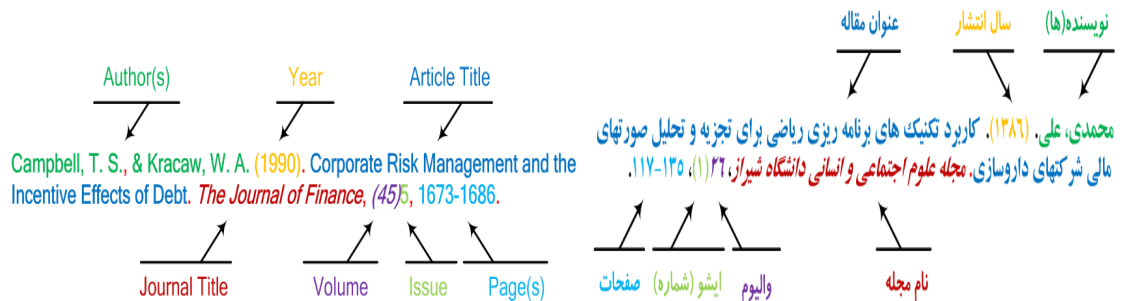 Author(s) Year Article Title
Campbell, T. S., & Kracaw, W. A. (1990). Corporate Risk Management and the
Incentive Effects of Debt. The Journal of Finance, (45)5, 1673-1686.
Journal Title Volume Issue Page(s)
نویسنده(ها) سال انتشار عنوان مقاله
محمدی، علی. (۱۳۸۶). کاربرد تکنیک های برنامه ریزی ریاضی برای تجزیه و تحلیل صورتهای
مالی شرکتهای داروسازی. مجله علوم اجتماعی و انسانی دانشگاه شیراز، ۲۶(۱)، ۱۳۵-۱۱۷.
نام مجله والیوم ایشو (شماره) صفحات